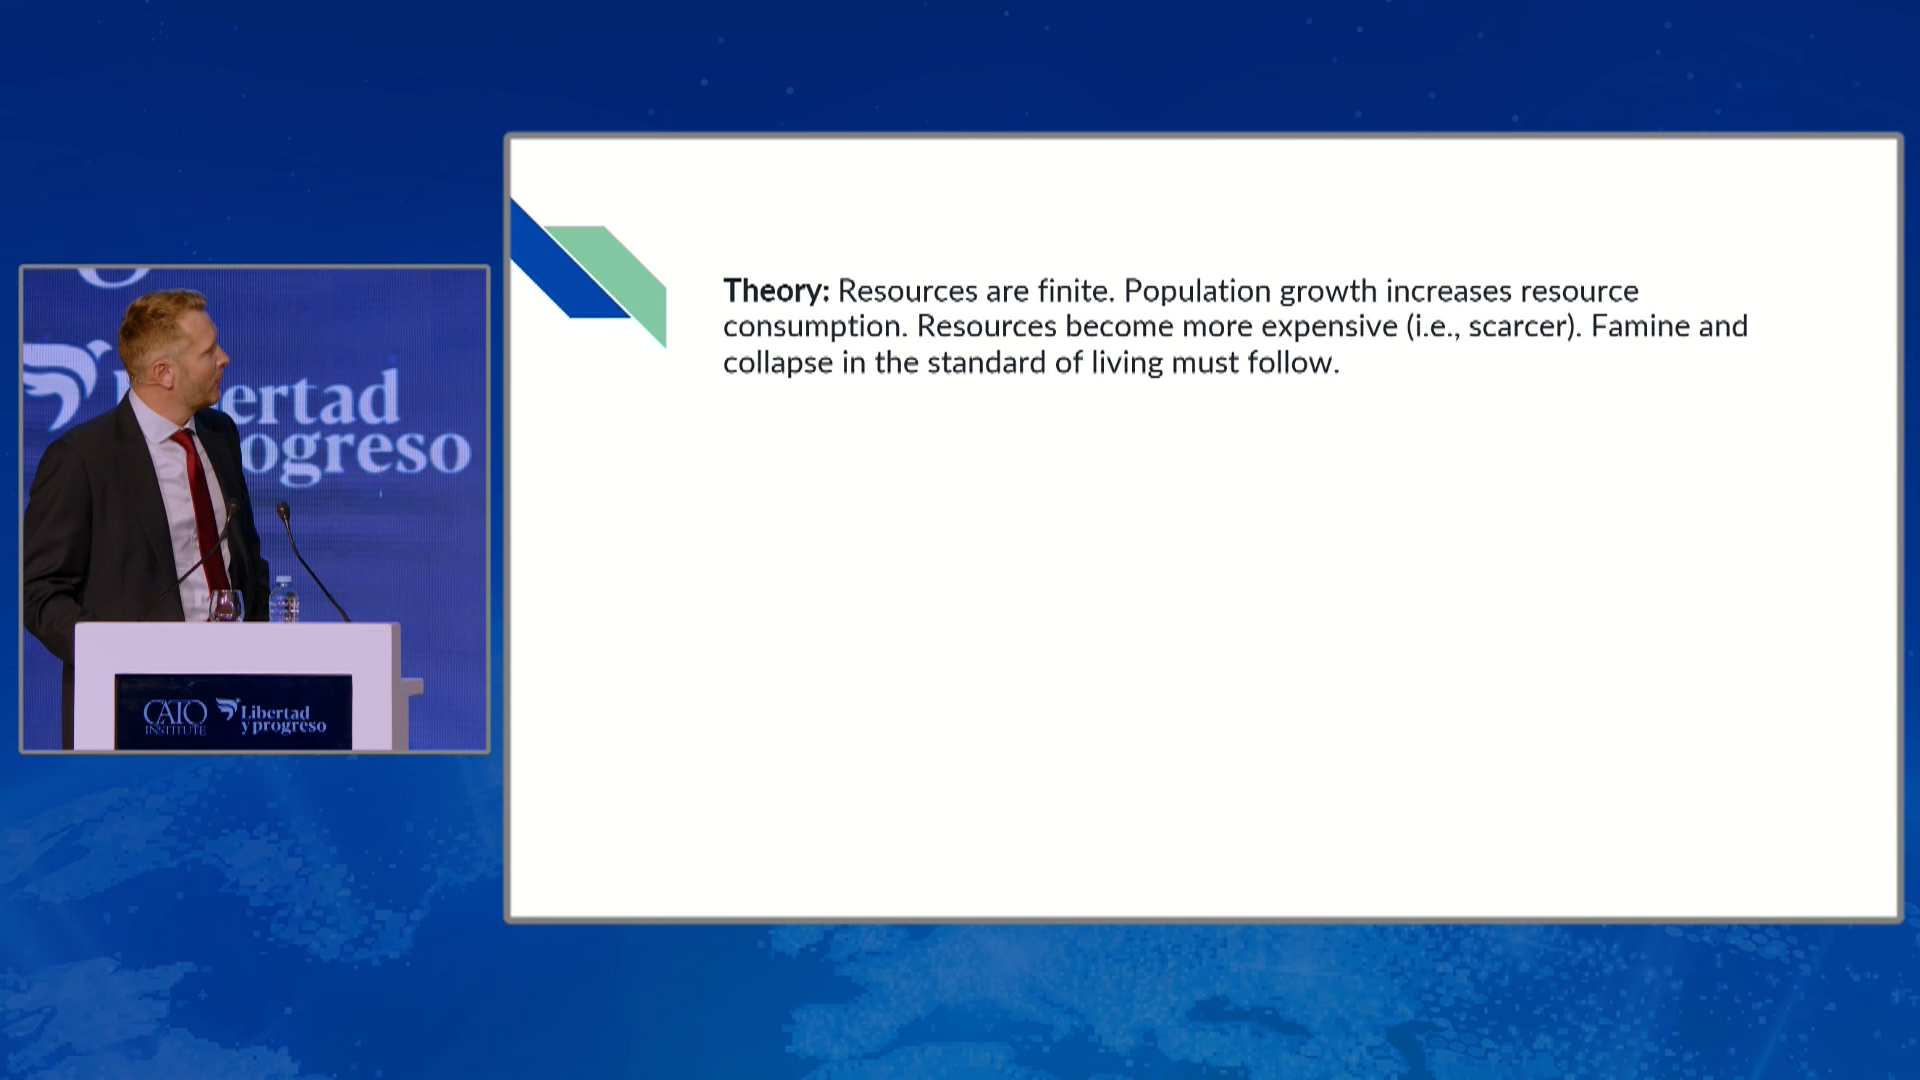 Libertad
ogreso
CATO
INSTITUTE
Libertad
y progreso
Theory: Resources are finite. Population growth increases resource
consumption. Resources become more expensive (i.e., scarcer). Famine and
collapse in the standard of living must follow.